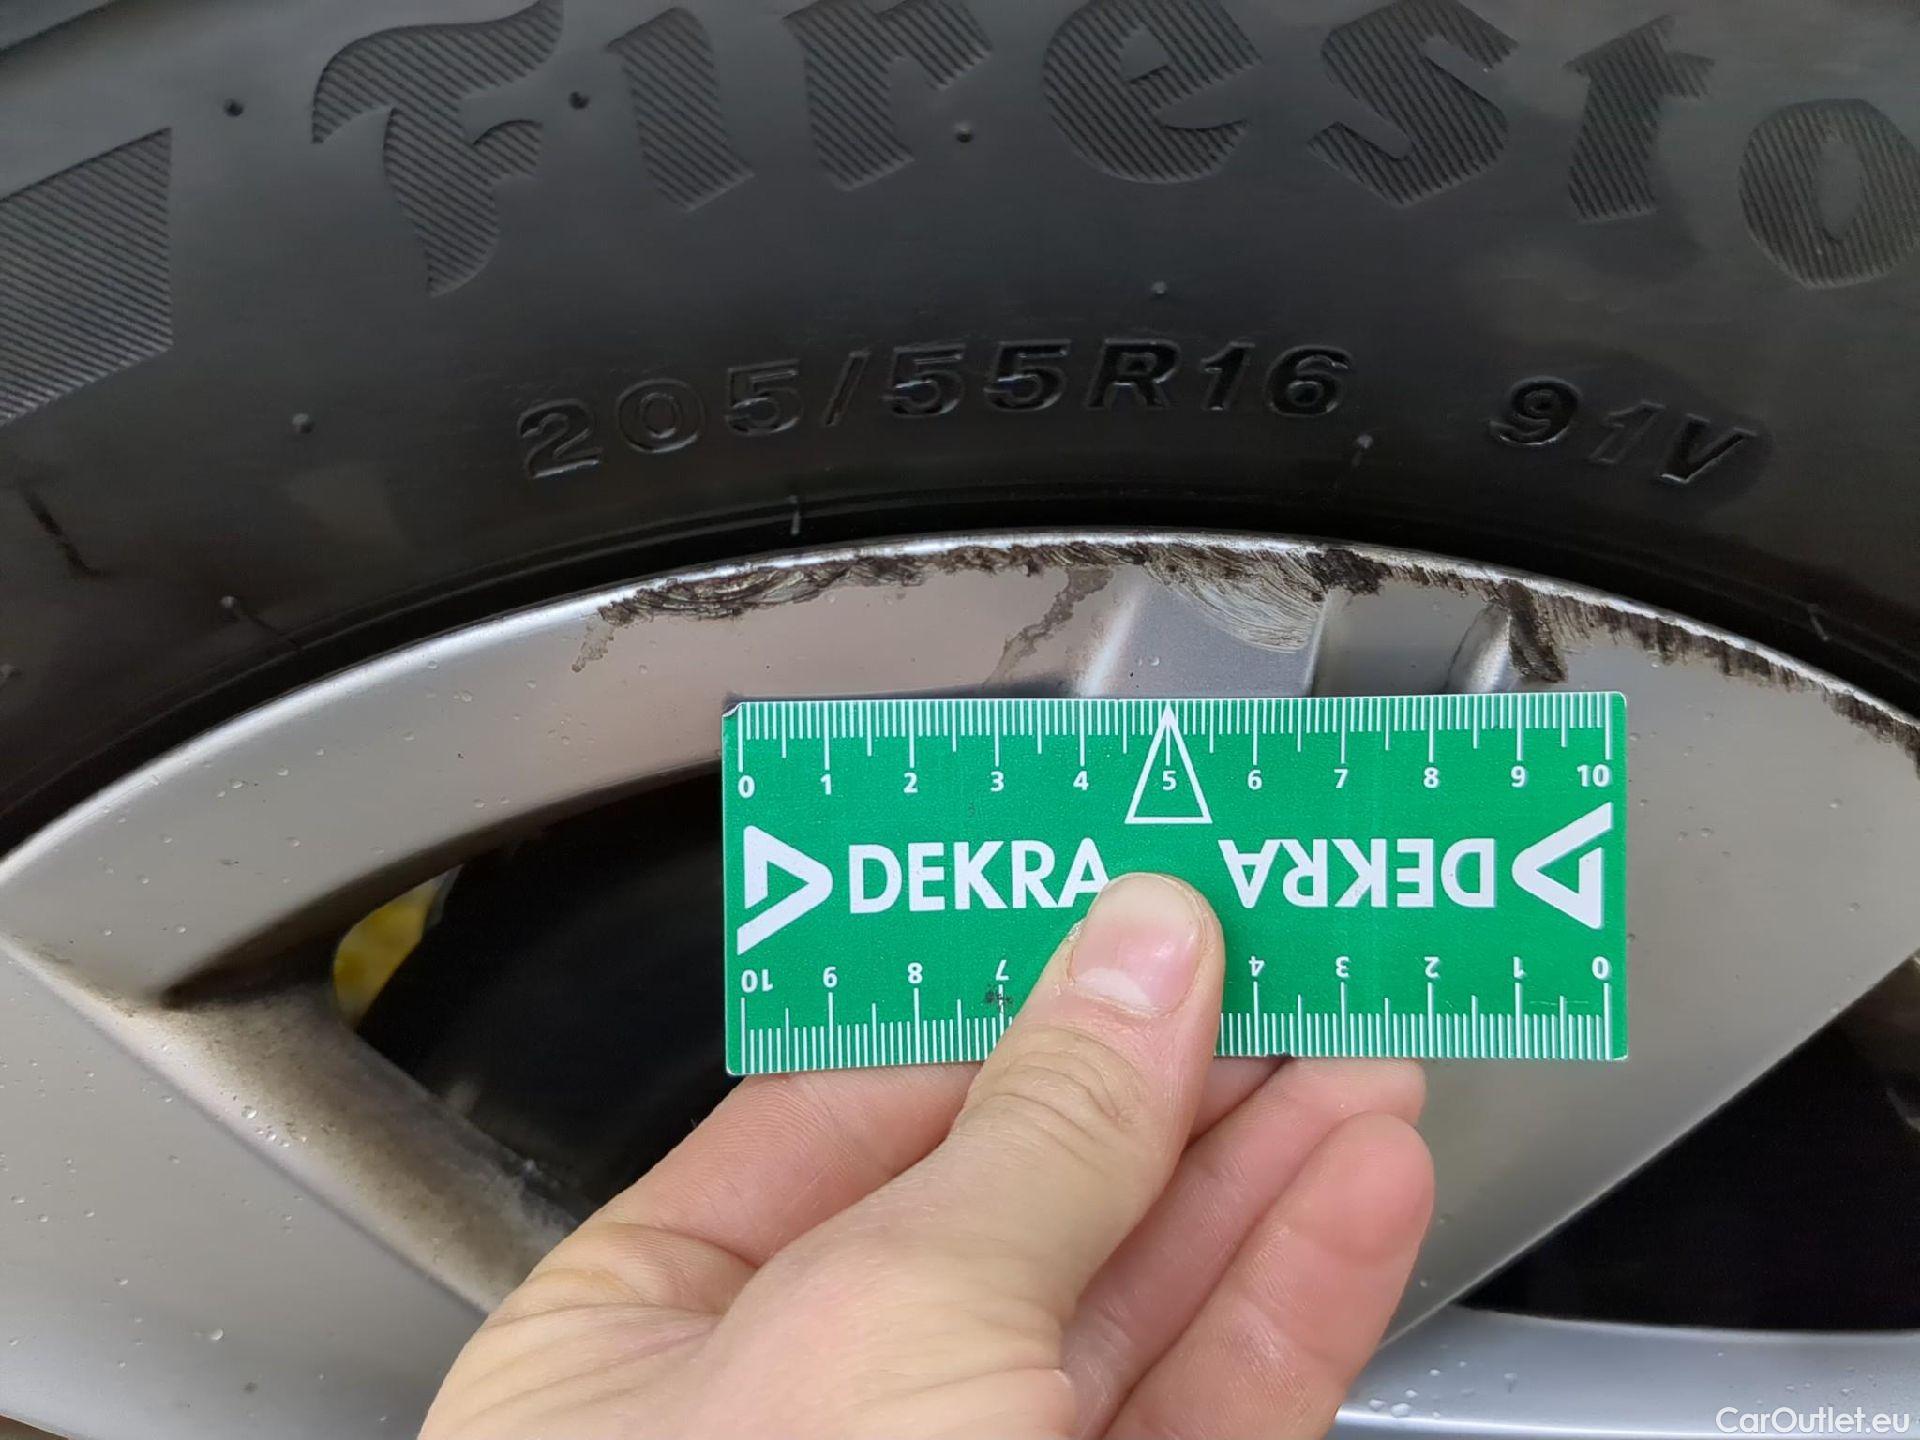 Firesto
205/55R16 91V
0 1 2 3 4 5 6 7 8 9 10
DEKRA DEKRA
10 9 8 7 4 3 2 1 0
CarOutlet.eu